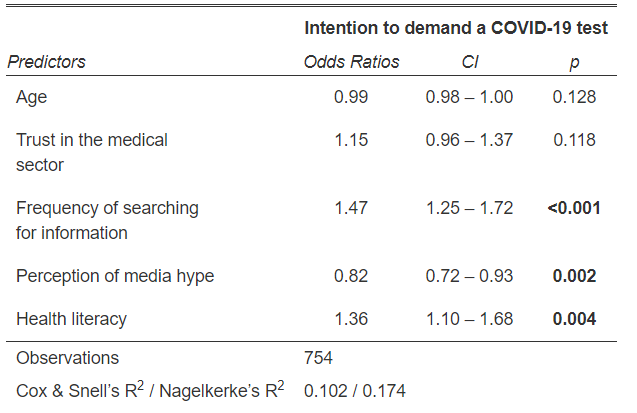 Intention to demand a COVID-19 test
Predictors Odds Ratios CI p
Age 0.99 0.98 – 1.00 0.128
Trust in the medical sector 1.15 0.96 – 1.37 0.118
Frequency of searching for information 1.47 1.25 – 1.72 <0.001
Perception of media hype 0.82 0.72 – 0.93 0.002
Health literacy 1.36 1.10 – 1.68 0.004
Observations 754
Cox & Snell's R² / Nagelkerke's R² 0.102 / 0.174